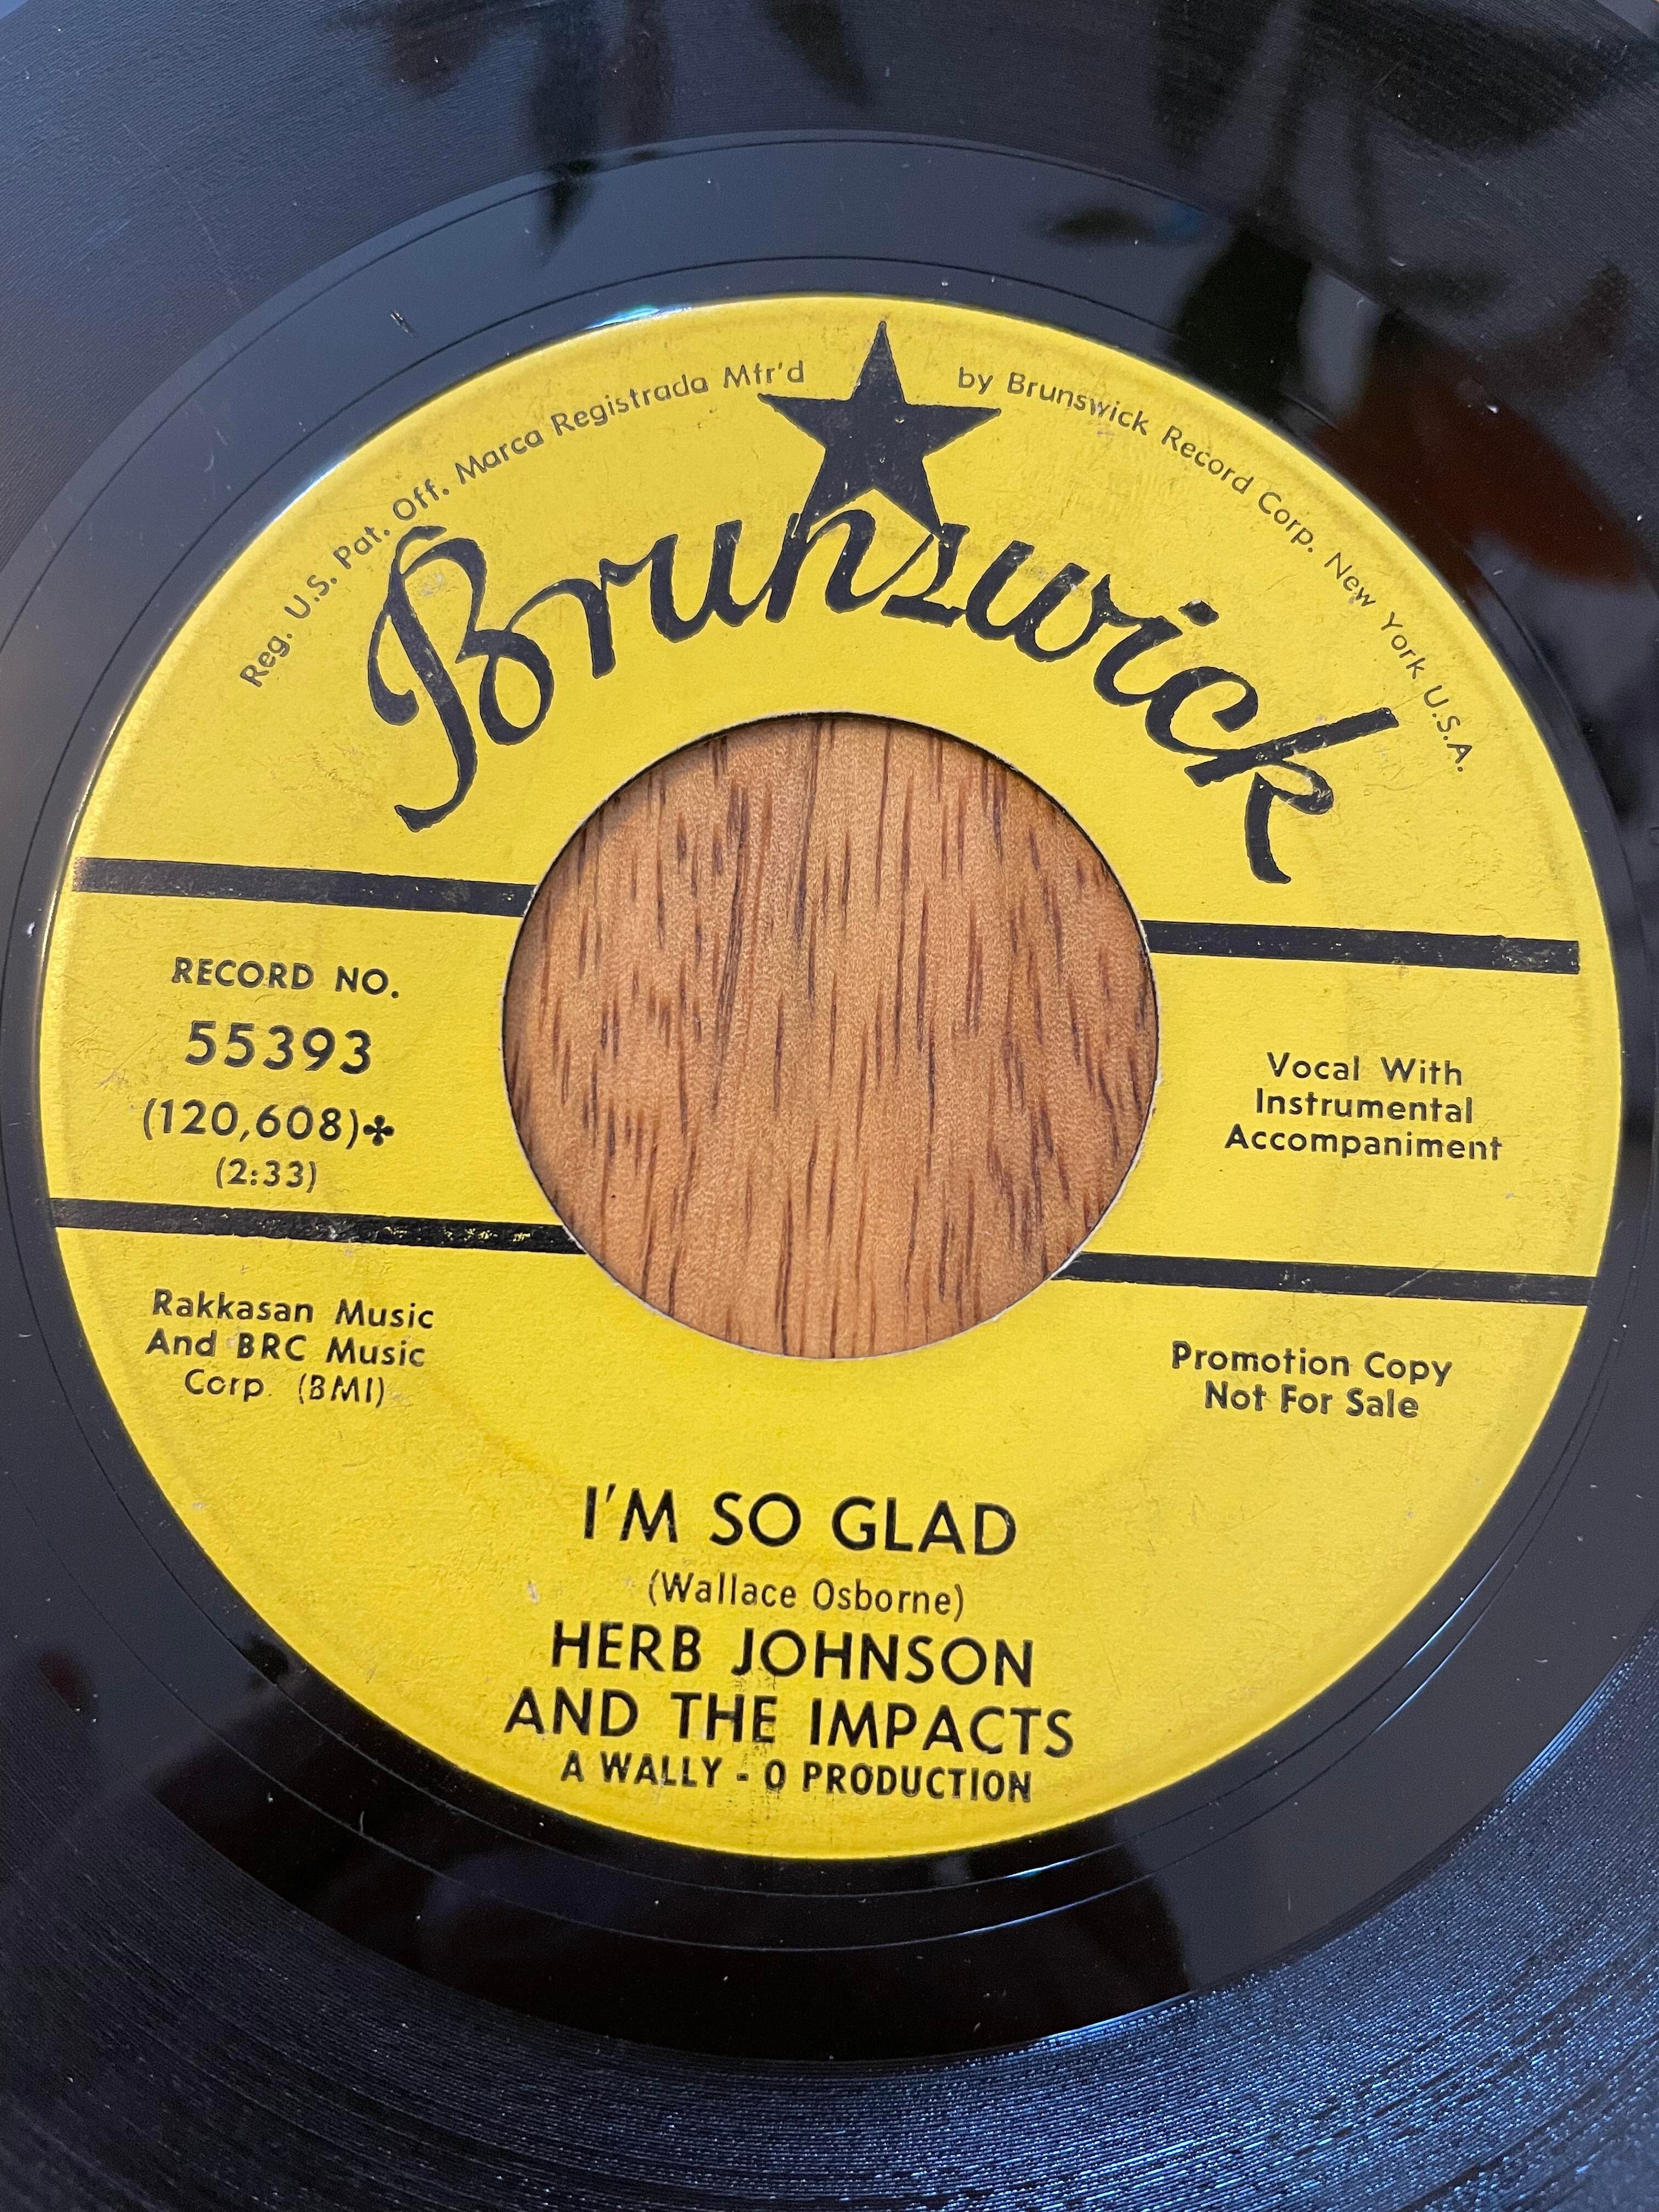 Reg. U.S. Pat. Off. Marca Registrada Mfr'd by Brunswick Record Corp. New York U.S.A.
Brunswick
RECORD NO.
55393
(120,608)✤
(2:33)
Vocal With
Instrumental
Accompaniment
Rakkasan Music
And BRC Music
Corp. (BMI)
Promotion Copy
Not For Sale
I'M SO GLAD
(Wallace Osborne)
HERB JOHNSON
AND THE IMPACTS
A WALLY - O PRODUCTION